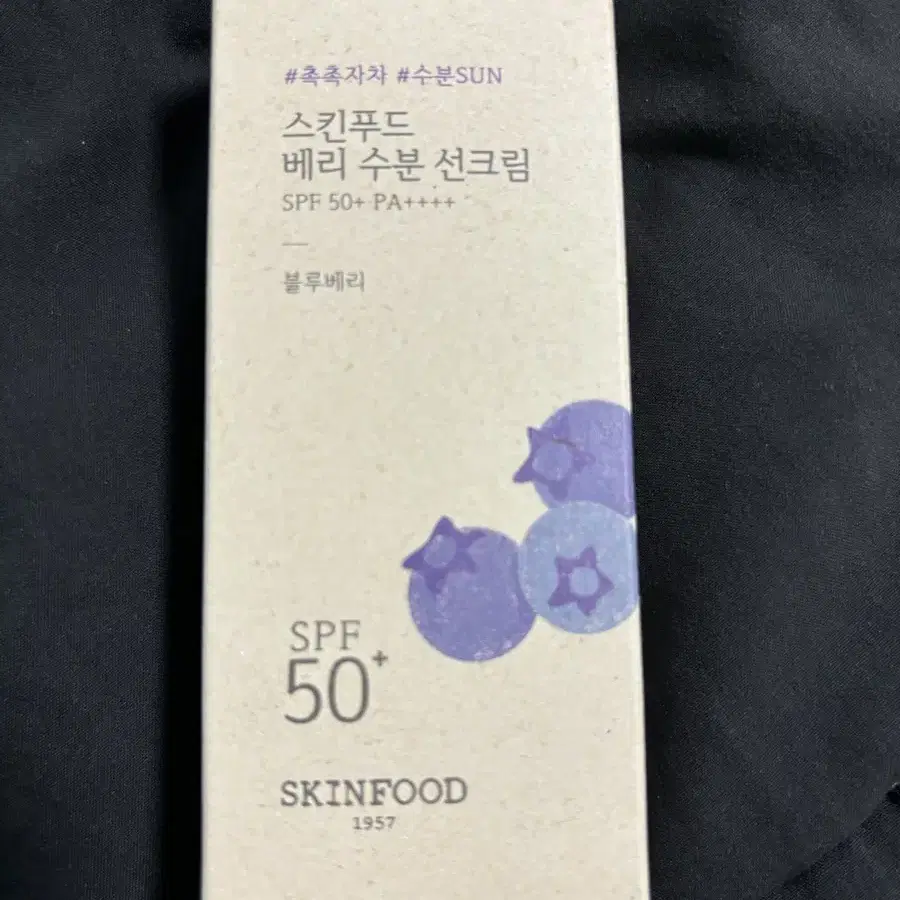 #촉촉자차 #수분SUN
스킨푸드
베리 수분 선크림
SPF 50+ PA++++
블루베리
SPF
50+
SKINFOOD
1957